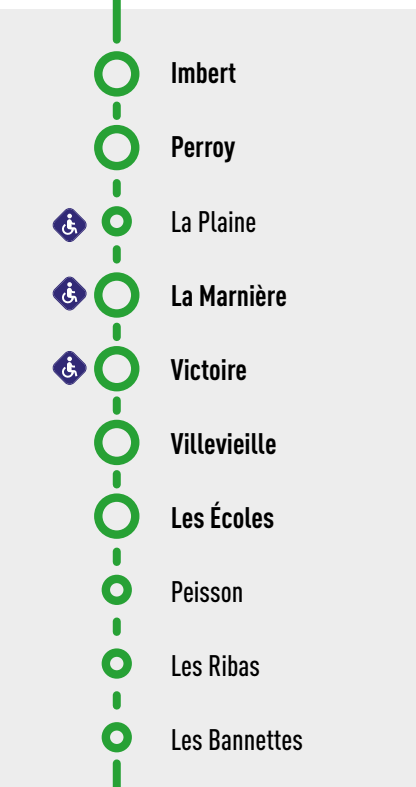 Imbert
Perroy
La Plaine
La Marnière
Victoire
Villevieille
Les Écoles
Peisson
Les Ribas
Les Bannettes